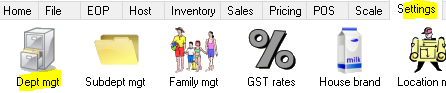 Home File EOP Host Inventory Sales Pricing POS Scale Settings
milk
Dept mgt Subdept mgt Family mgt GST rates House brand Location